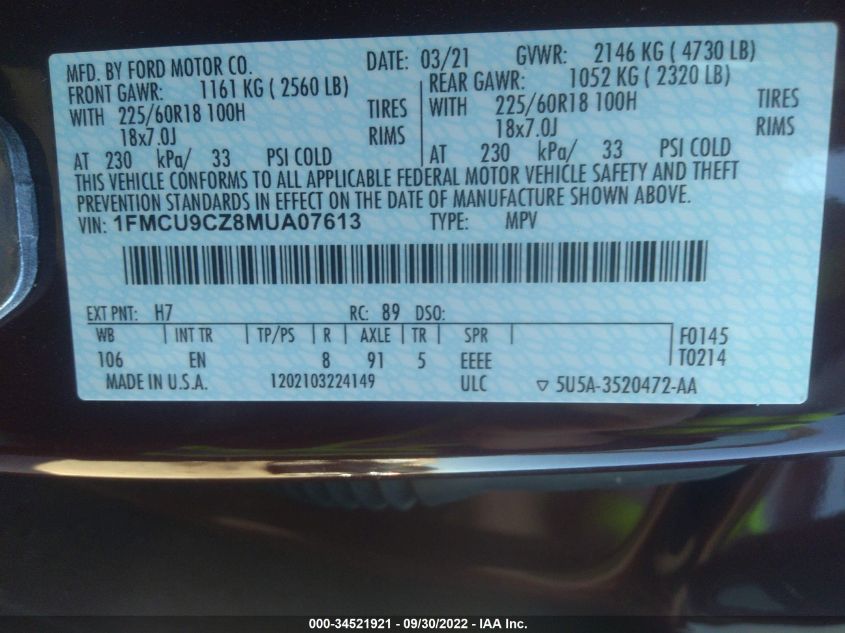 MFD. BY FORD MOTOR CO. DATE: 03/21 GVWR: 2146 KG ( 4730 LB)
FRONT GAWR: 1161 KG ( 2560 LB) REAR GAWR: 1052 KG ( 2320 LB)
WITH 225/60R18 100H TIRES WITH 225/60R18 100H TIRES
18x7.0J RIMS 18x7.0J RIMS
AT 230 kPa/ 33 PSI COLD AT 230 kPa/ 33 PSI COLD
THIS VEHICLE CONFORMS TO ALL APPLICABLE FEDERAL MOTOR VEHICLE SAFETY AND THEFT
PREVENTION STANDARDS IN EFFECT ON THE DATE OF MANUFACTURE SHOWN ABOVE.
VIN: 1FMCU9CZ8MUA07613 TYPE: MPV
EXT PNT: H7 RC: 89 DSO:
WB INT TR TP/PS R AXLE TR SPR F0145
106 EN 8 91 5 EEEE T0214
MADE IN U.S.A. 1202103224149 ULC ▽ 5U5A-3520472-AA
000-34521921 - 09/30/2022 - IAA Inc.